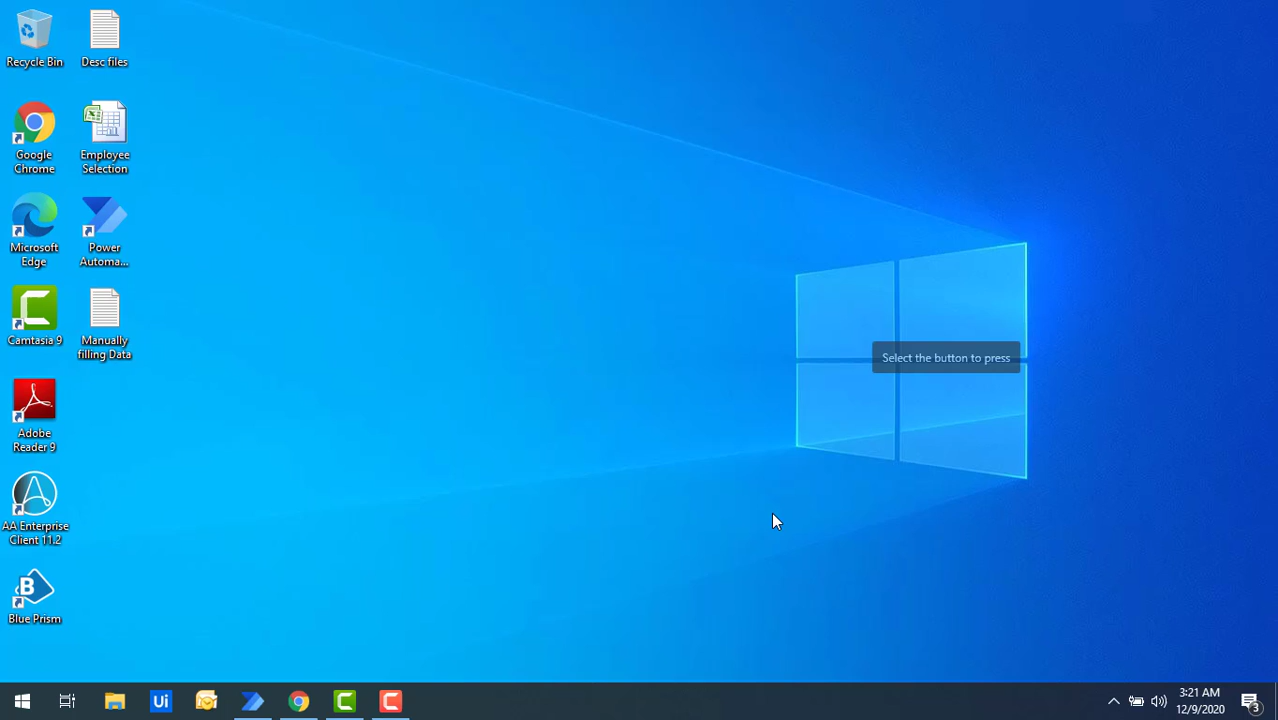 Recycle Bin
Desc files
Google
Chrome
Employee
Selection
Microsoft
Edge
Power
Automa...
Camtasia 9
Manually
filling Data
Adobe
Reader 9
AA Enterprise
Client 11.2
B
Blue Prism
Select the button to press
Ui
3:21 AM
12/9/2020
3